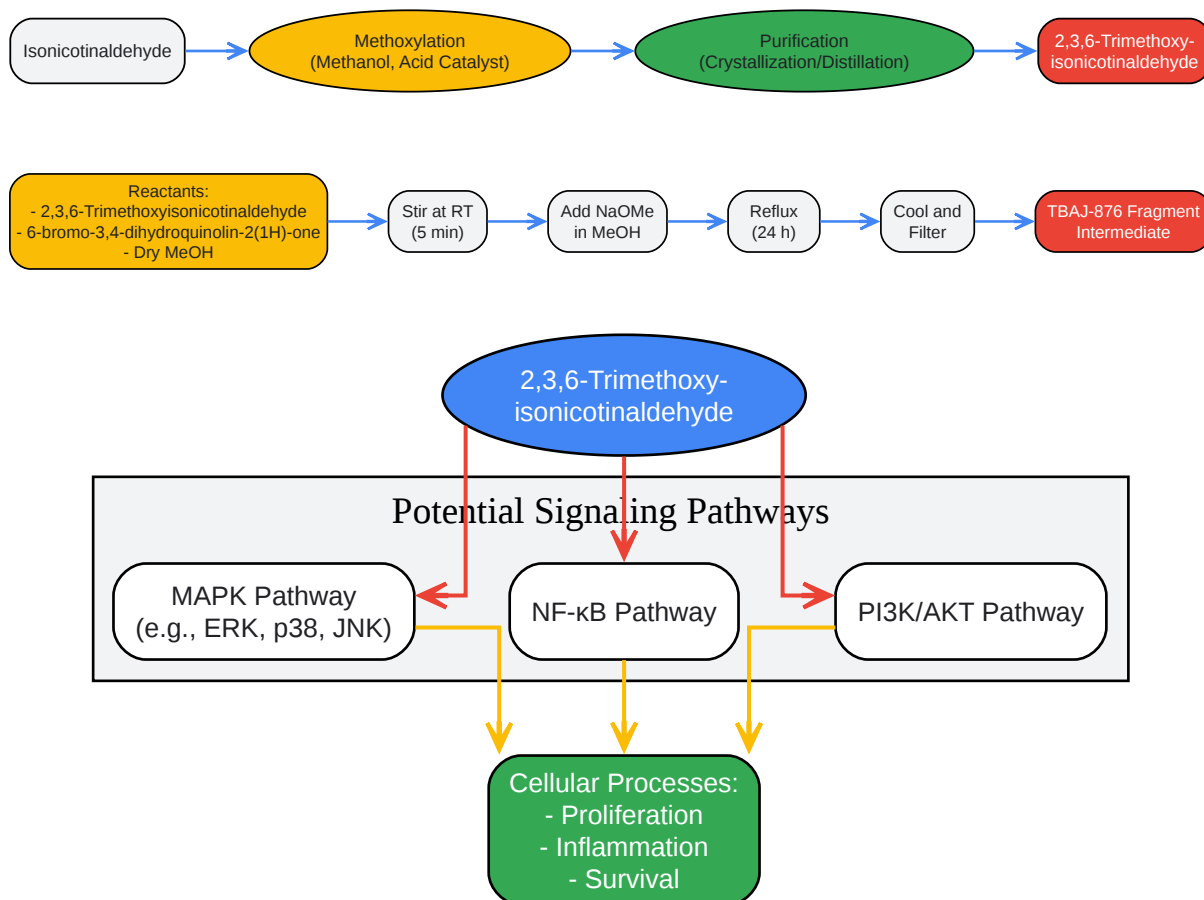 Isonicotinaldehyde
Methoxylation
(Methanol, Acid Catalyst)
Purification
(Crystallization/Distillation)
2,3,6-Trimethoxy-
isonicotinaldehyde
Reactants:
- 2,3,6-Trimethoxyisonicotinaldehyde
- 6-bromo-3,4-dihydroquinolin-2(1H)-one
- Dry MeOH
Stir at RT
(5 min)
Add NaOMe
in MeOH
Reflux
(24 h)
Cool and
Filter
TBAJ-876 Fragment
Intermediate
2,3,6-Trimethoxy-
isonicotinaldehyde
Potential Signaling Pathways
MAPK Pathway
(e.g., ERK, p38, JNK)
NF-κB Pathway
PI3K/AKT Pathway
Cellular Processes:
- Proliferation
- Inflammation
- Survival